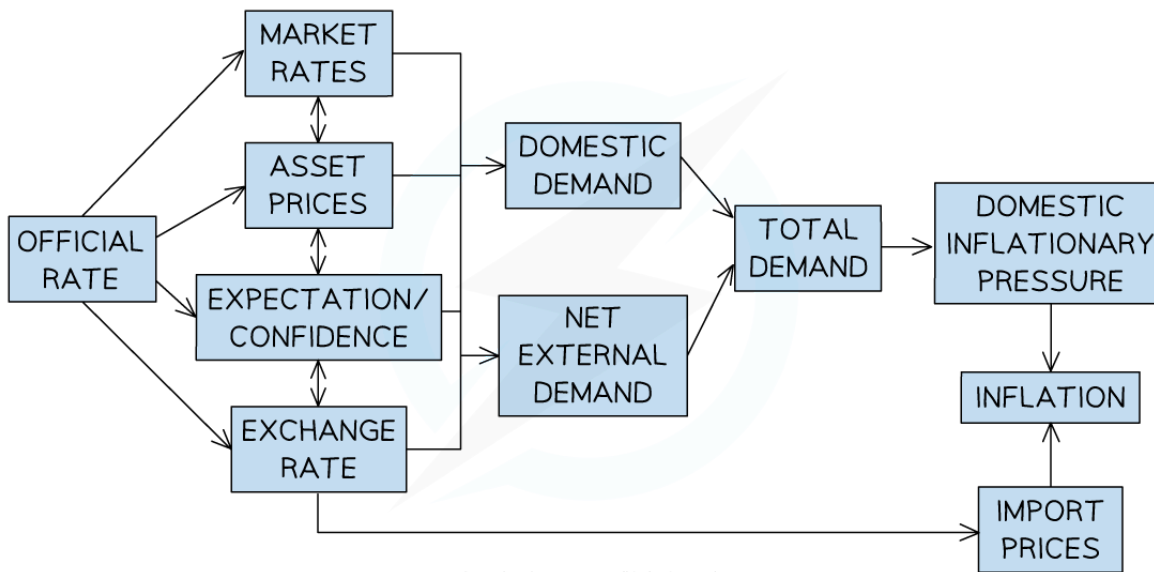 MARKET
RATES
ASSET
PRICES
OFFICIAL
RATE
EXPECTATION/
CONFIDENCE
EXCHANGE
RATE
DOMESTIC
DEMAND
NET
EXTERNAL
DEMAND
TOTAL
DEMAND
DOMESTIC
INFLATIONARY
PRESSURE
INFLATION
IMPORT
PRICES